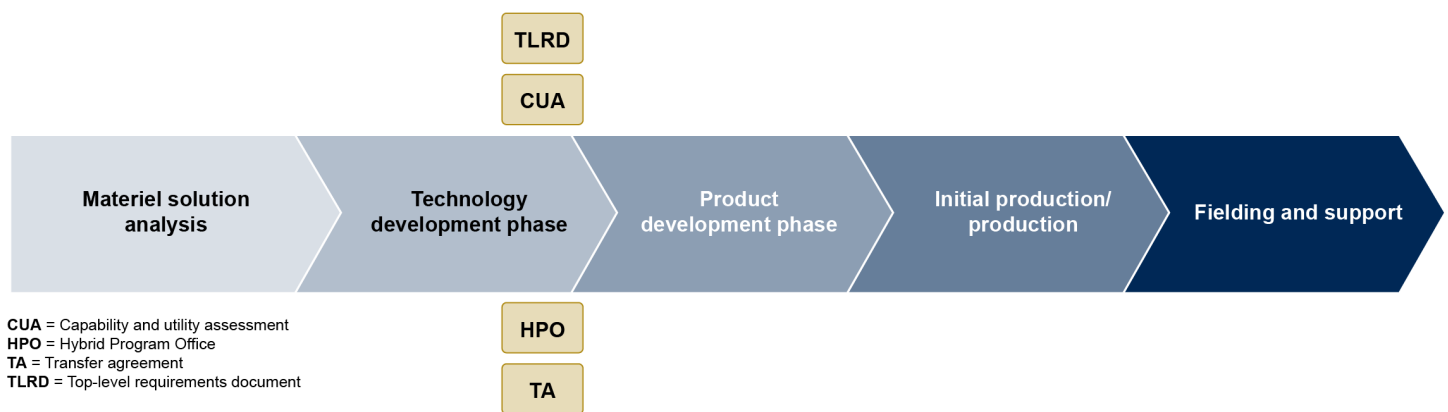 TLRD
CUA
Materiel solution
analysis
Technology
development phase
Product
development phase
Initial production/
production
Fielding and support
HPO
TA
CUA = Capability and utility assessment
HPO = Hybrid Program Office
TA = Transfer agreement
TLRD = Top-level requirements document